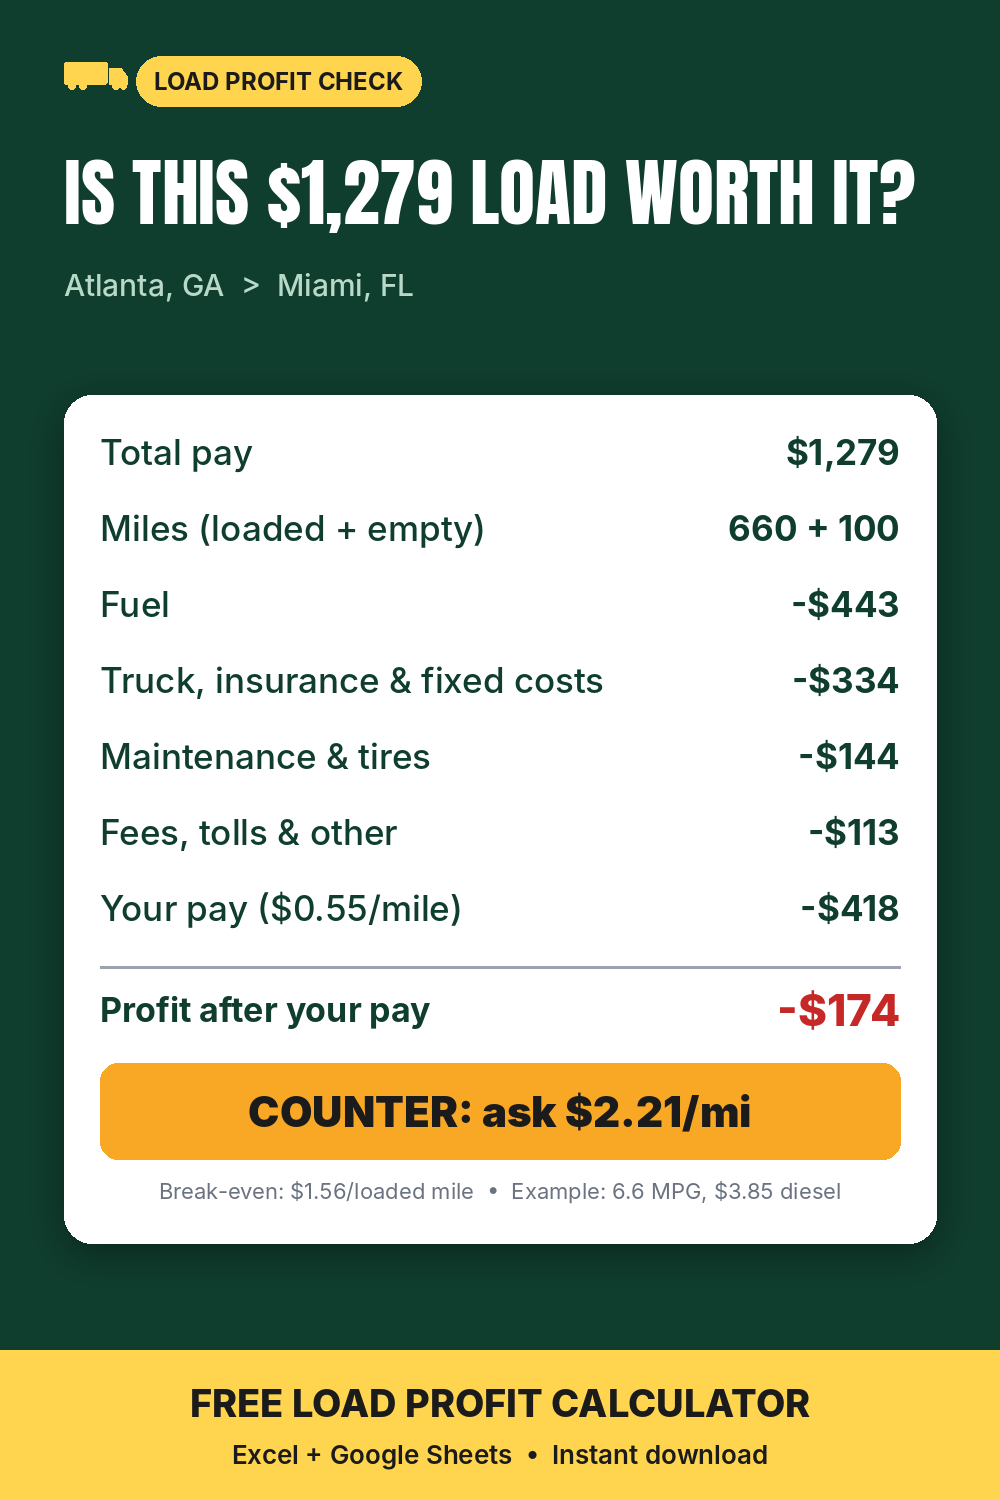 LOAD PROFIT CHECK
IS THIS $1,279 LOAD WORTH IT?
Atlanta, GA > Miami, FL
Total pay $1,279
Miles (loaded + empty) 660 + 100
Fuel -$443
Truck, insurance & fixed costs -$334
Maintenance & tires -$144
Fees, tolls & other -$113
Your pay ($0.55/mile) -$418
Profit after your pay -$174
COUNTER: ask $2.21/mi
Break-even: $1.56/loaded mile • Example: 6.6 MPG, $3.85 diesel
FREE LOAD PROFIT CALCULATOR
Excel + Google Sheets • Instant download